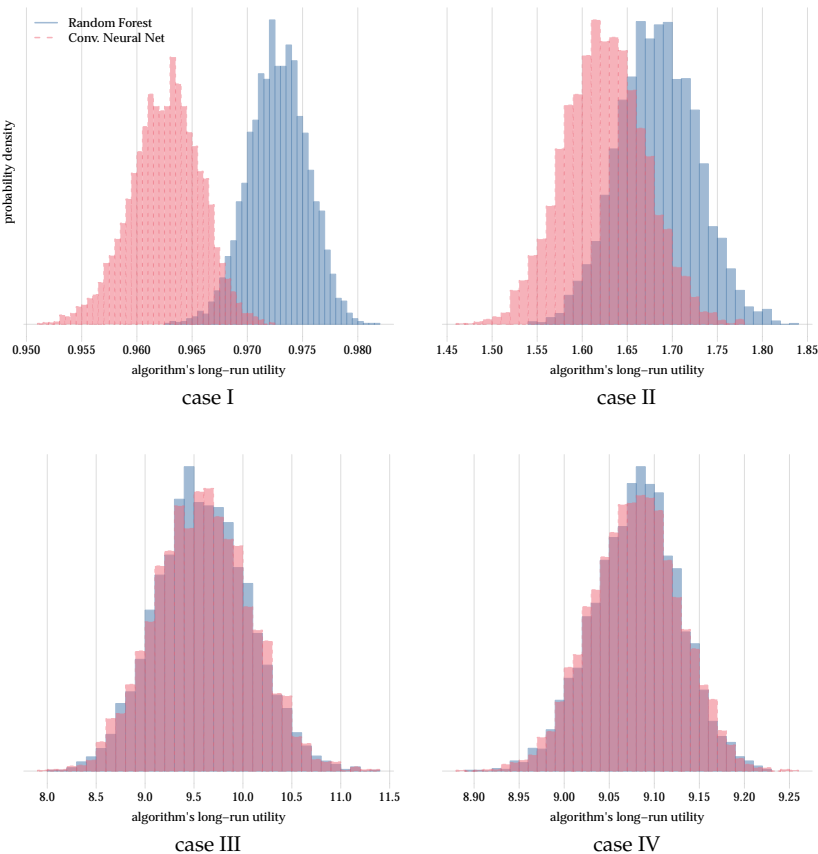 Random Forest
Conv. Neural Net
probability density
0.950 0.955 0.960 0.965 0.970 0.975 0.980
algorithm's long−run utility
case I
1.45 1.50 1.55 1.60 1.65 1.70 1.75 1.80 1.85
algorithm's long−run utility
case II
8.0 8.5 9.0 9.5 10.0 10.5 11.0 11.5
algorithm's long−run utility
case III
8.90 8.95 9.00 9.05 9.10 9.15 9.20 9.25
algorithm's long−run utility
case IV